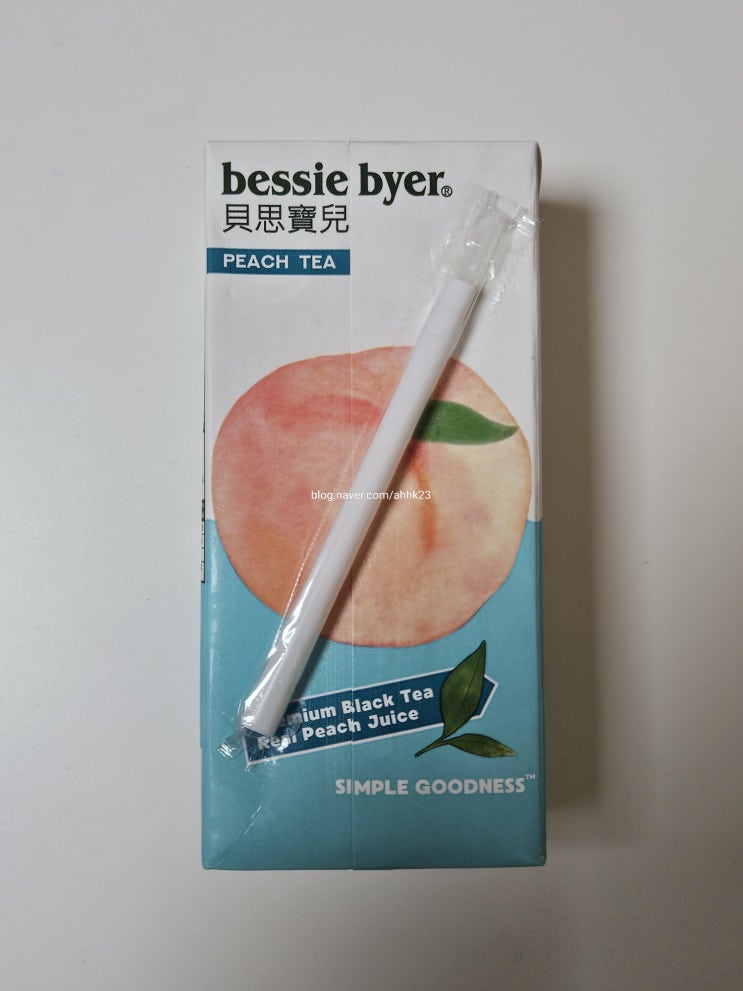 bessie byer®
貝思寶兒
PEACH TEA
blog.naver.com/ahhk23
Black Tea
Peach Juice
SIMPLE GOODNESS™